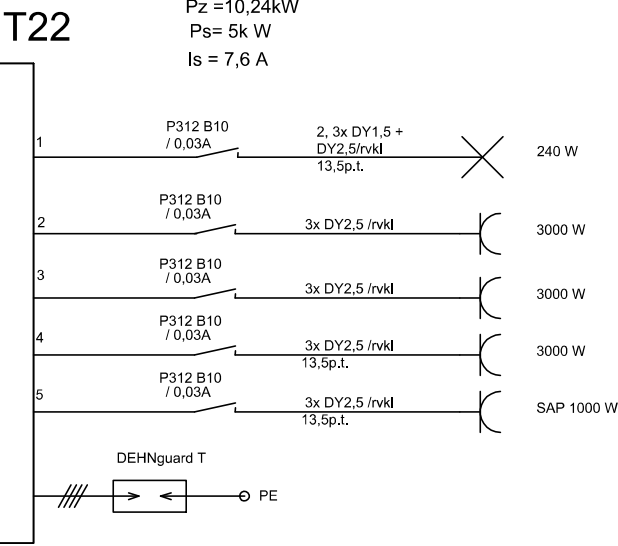 T22
Pz =10,24kW
Ps= 5k W
Is = 7,6 A
1
P312 B10
/ 0,03A
2, 3x DY1,5 +
DY2,5/rvkl
13,5p.t.
240 W
2
P312 B10
/ 0,03A
3x DY2,5 /rvkl
3000 W
3
P312 B10
/ 0,03A
3x DY2,5 /rvkl
3000 W
4
P312 B10
/ 0,03A
3x DY2,5 /rvkl
13,5p.t.
3000 W
5
P312 B10
/ 0,03A
3x DY2,5 /rvkl
13,5p.t.
SAP 1000 W
DEHNguard T
PE